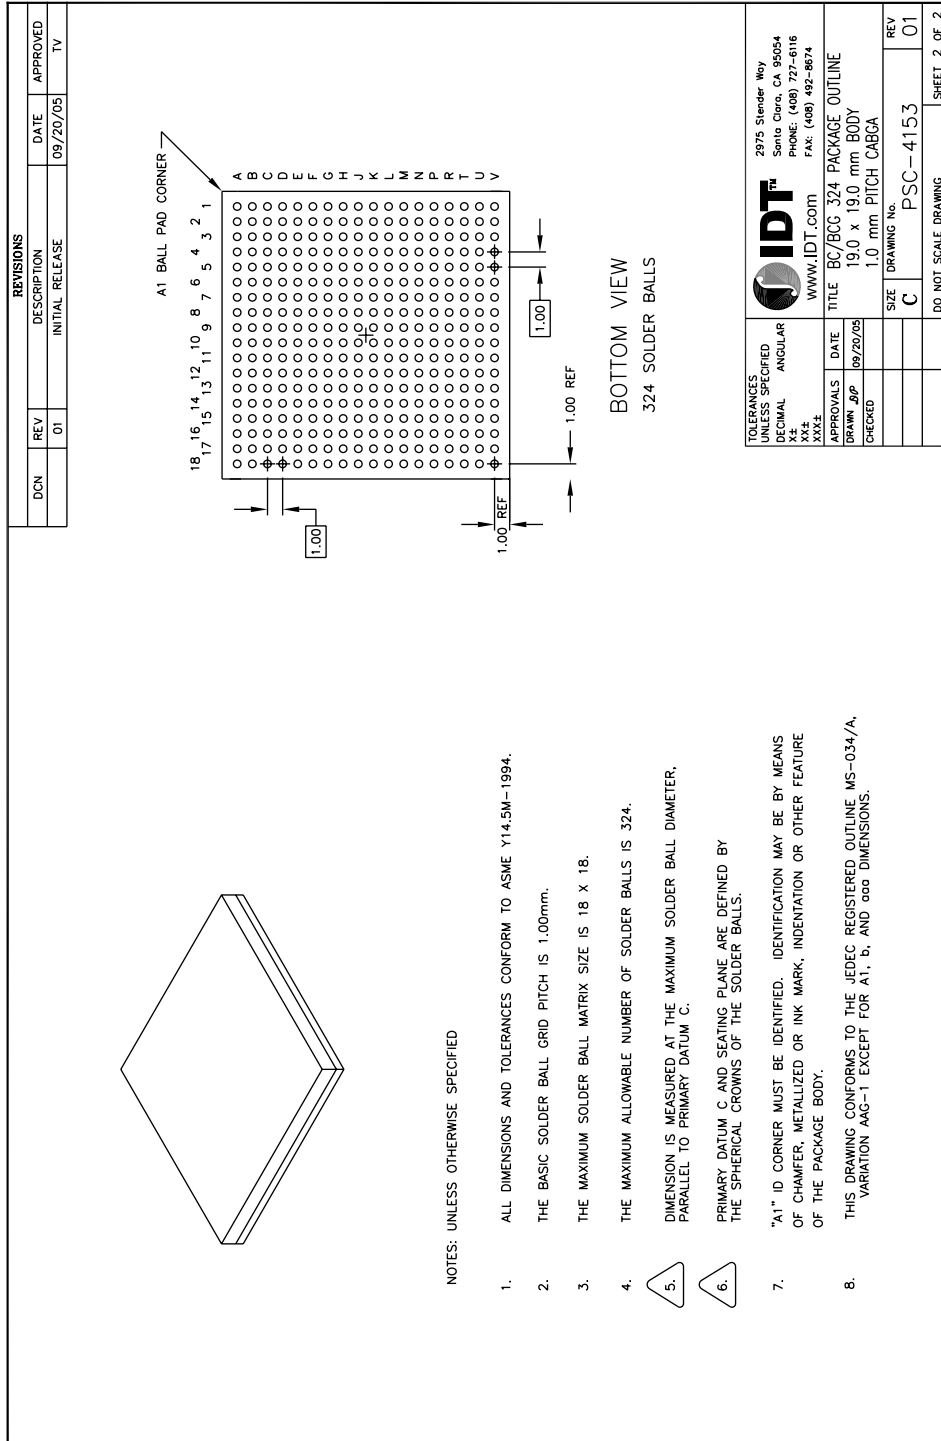 REVISIONS
DCN REV DESCRIPTION DATE APPROVED
01 INITIAL RELEASE 09/20/05 TV
A1 BALL PAD CORNER
18 17 16 15 14 13 12 11 10 9 8 7 6 5 4 3 2 1
A
B
C
D
E
F
G
H
J
K
L
M
N
P
R
T
U
V
1.00
1.00 REF
1.00
1.00 REF
BOTTOM VIEW
324 SOLDER BALLS
NOTES: UNLESS OTHERWISE SPECIFIED
1. ALL DIMENSIONS AND TOLERANCES CONFORM TO ASME Y14.5M-1994.
2. THE BASIC SOLDER BALL GRID PITCH IS 1.00mm.
3. THE MAXIMUM SOLDER BALL MATRIX SIZE IS 18 X 18.
4. THE MAXIMUM ALLOWABLE NUMBER OF SOLDER BALLS IS 324.
5. DIMENSION IS MEASURED AT THE MAXIMUM SOLDER BALL DIAMETER,
PARALLEL TO PRIMARY DATUM C.
6. PRIMARY DATUM C AND SEATING PLANE ARE DEFINED BY
THE SPHERICAL CROWNS OF THE SOLDER BALLS.
7. "A1" ID CORNER MUST BE IDENTIFIED. IDENTIFICATION MAY BE BY MEANS
OF CHAMFER, METALLIZED OR INK MARK, INDENTATION OR OTHER FEATURE
OF THE PACKAGE BODY.
8. THIS DRAWING CONFORMS TO THE JEDEC REGISTERED OUTLINE MS-034/A,
VARIATION AAG-1 EXCEPT FOR A1, b, AND aaa DIMENSIONS.
TOLERANCES
UNLESS SPECIFIED
DECIMAL ANGULAR
X±
XX±
XXX±
APPROVALS DATE
DRAWN 09/20/05
CHECKED
IDT™
www.IDT.com
2975 Stender Way
Santa Clara, CA 95054
PHONE: (408) 727-6116
FAX: (408) 492-8674
TITLE BC/BCG 324 PACKAGE OUTLINE
19.0 x 19.0 mm BODY
1.0 mm PITCH CABGA
SIZE DRAWING No. REV
C PSC-4153 01
DO NOT SCALE DRAWING SHEET 2 OF 2